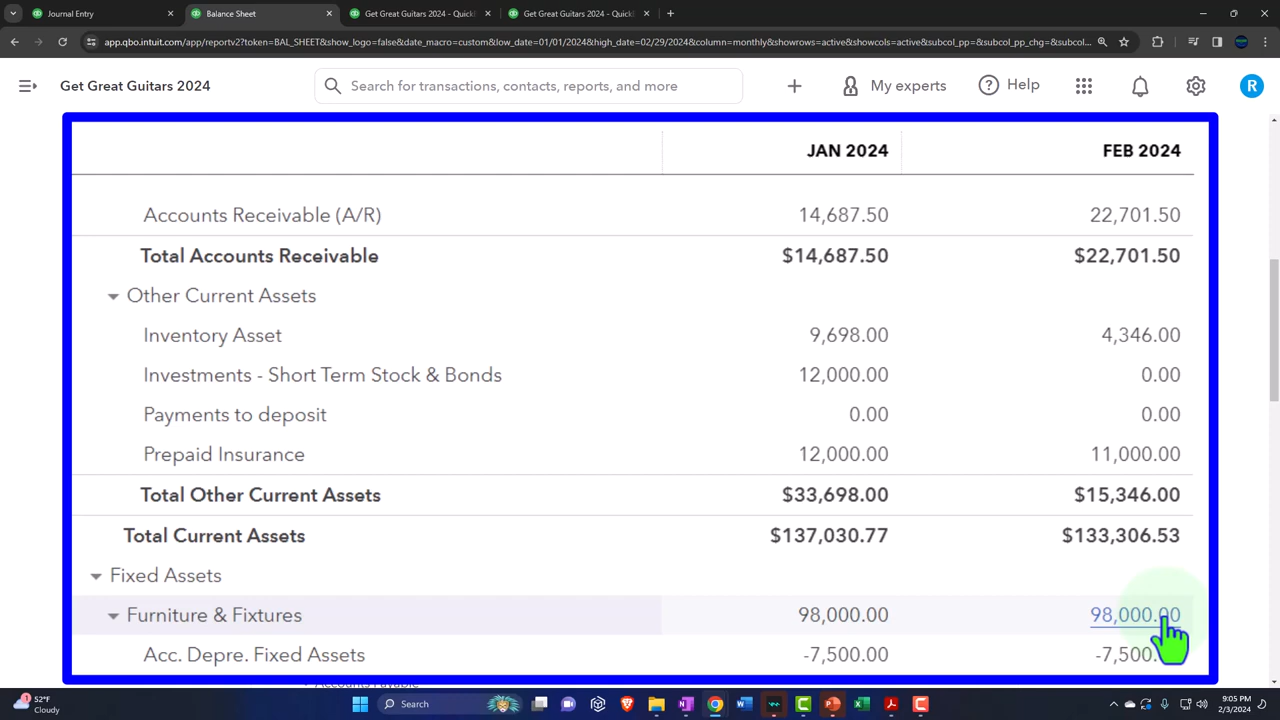 Journal Entry
Balance Sheet
Get Great Guitars 2024 - QuickB
Get Great Guitars 2024 - QuickB
app.qbo.intuit.com/app/reportv2?token=BAL_SHEET&show_logo=false&date_macro=custom&low_date=01/01/2024&high_date=02/29/2024&column=monthly&showrows=active&showcols=active&subcol_pp=&subcol_pp_chg=&subcol_...
Get Great Guitars 2024
Search for transactions, contacts, reports, and more
My experts
Help
R
JAN 2024 FEB 2024
Accounts Receivable (A/R) 14,687.50 22,701.50
Total Accounts Receivable $14,687.50 $22,701.50
Other Current Assets
Inventory Asset 9,698.00 4,346.00
Investments - Short Term Stock & Bonds 12,000.00 0.00
Payments to deposit 0.00 0.00
Prepaid Insurance 12,000.00 11,000.00
Total Other Current Assets $33,698.00 $15,346.00
Total Current Assets $137,030.77 $133,306.53
Fixed Assets
Furniture & Fixtures 98,000.00 98,000.00
Acc. Depre. Fixed Assets -7,500.00 -7,500.
Accounts Payable
52°F
Cloudy
Search
9:05 PM
2/3/2024